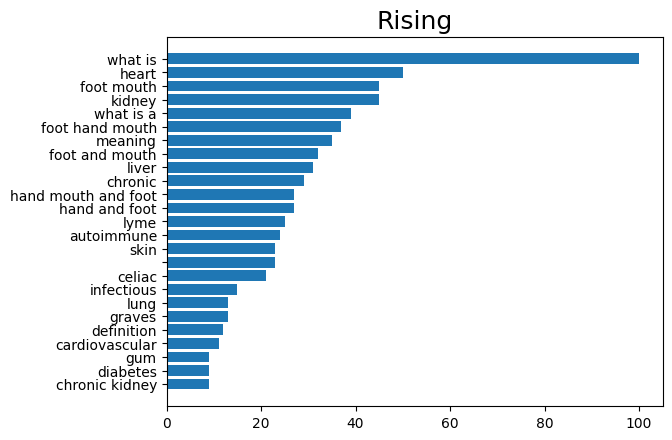 Rising
what is
heart
foot mouth
kidney
what is a
foot hand mouth
meaning
foot and mouth
liver
chronic
hand mouth and foot
hand and foot
lyme
autoimmune
skin
celiac
infectious
lung
graves
definition
cardiovascular
gum
diabetes
chronic kidney
0 20 40 60 80 100